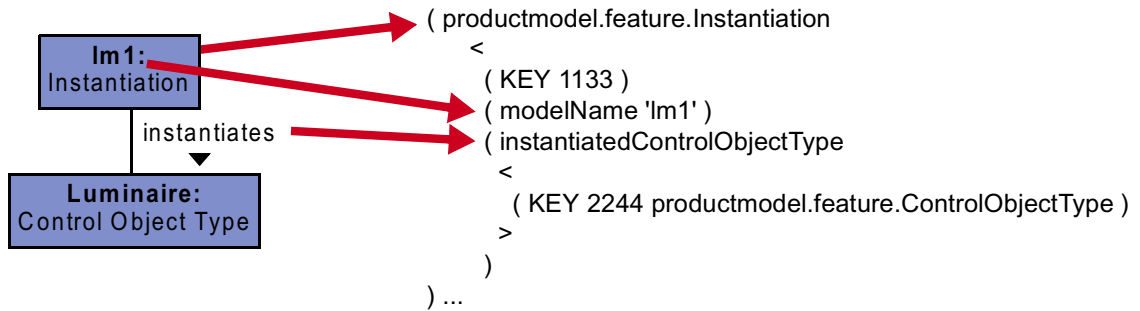 lm1:
Instantiation
instantiates
Luminaire:
Control Object Type
( productmodel.feature.Instantiation
<
( KEY 1133 )
( modelName 'lm1' )
( instantiatedControlObjectType
<
( KEY 2244 productmodel.feature.ControlObjectType )
>
)
) ...